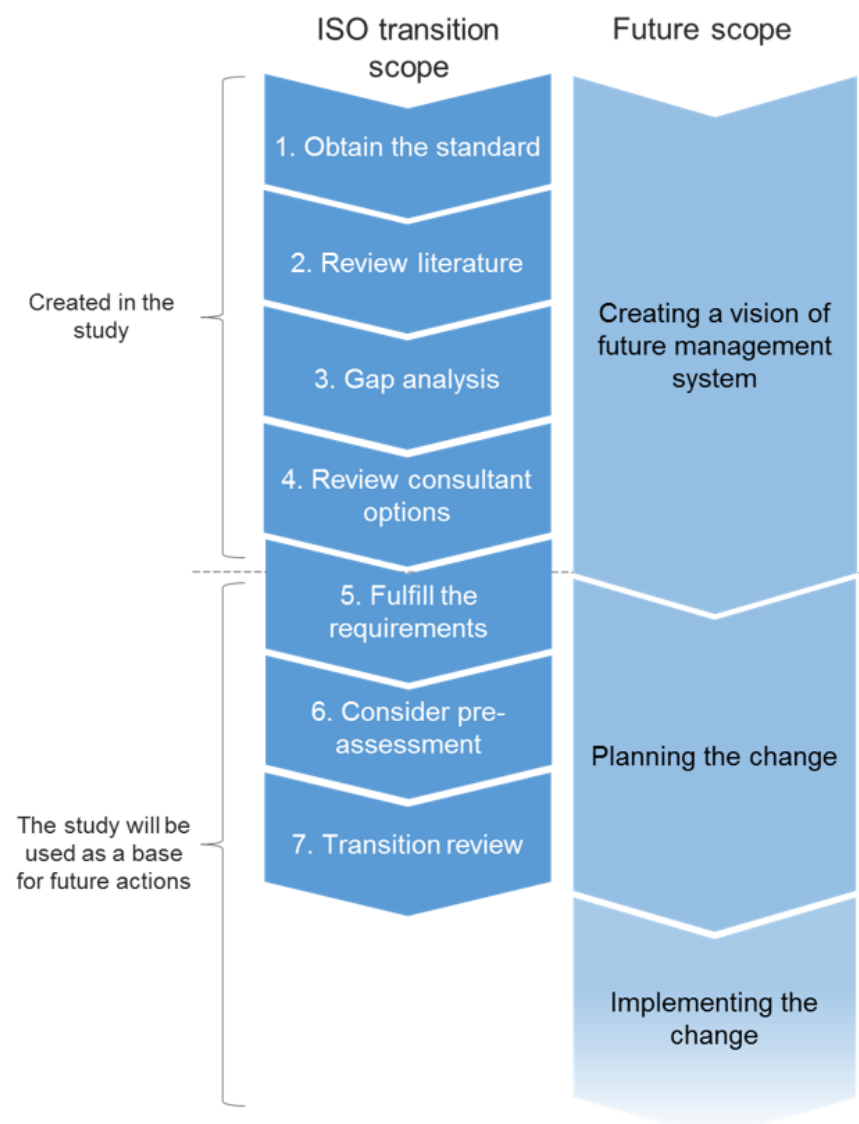 ISO transition
scope
Future scope
1. Obtain the standard
2. Review literature
Created in the
study
3. Gap analysis
Creating a vision of
future management
system
4. Review consultant
options
5. Fulfill the
requirements
6. Consider pre-
assessment
Planning the change
The study will be
used as a base
for future actions
7. Transition review
Implementing the
change